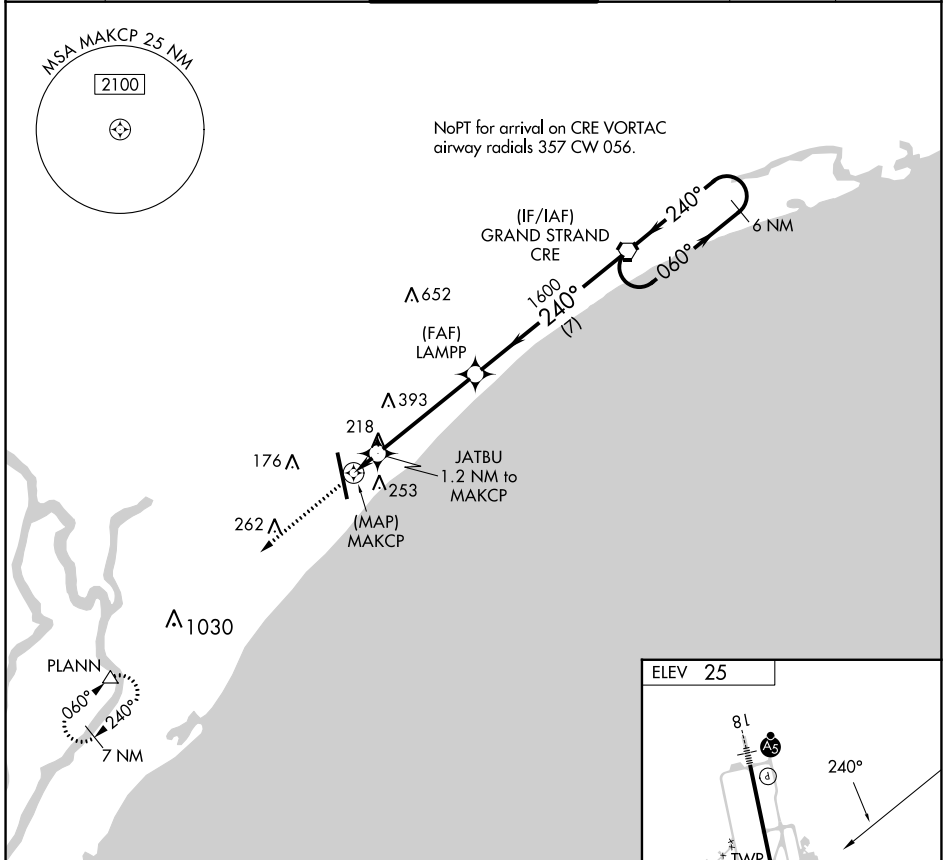 MSA MAKCP 25 NM
2100
NoPT for arrival on CRE VORTAC
airway radials 357 CW 056.
240°
6 NM
060°
(IF/IAF)
GRAND STRAND
CRE
1600
240°
(7)
652
(FAF)
LAMPP
393
218
JATBU
1.2 NM to
MAKCP
176
253
262
(MAP)
MAKCP
1030
PLANN
060°
240°
7 NM
ELEV 25
18
A5
P
240°
TWR